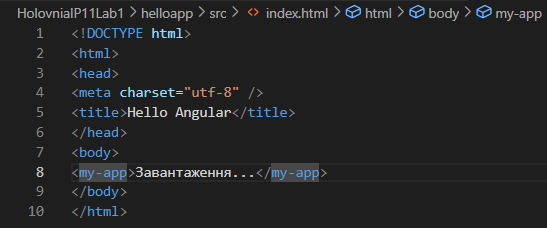 HolovniaIP11Lab1 > helloapp > src > <> index.html > html > body > my-app
1 <!DOCTYPE html>
2 <html>
3 <head>
4 <meta charset="utf-8" />
5 <title>Hello Angular</title>
6 </head>
7 <body>
8 <my-app>Завантаження...</my-app>
9 </body>
10 </html>